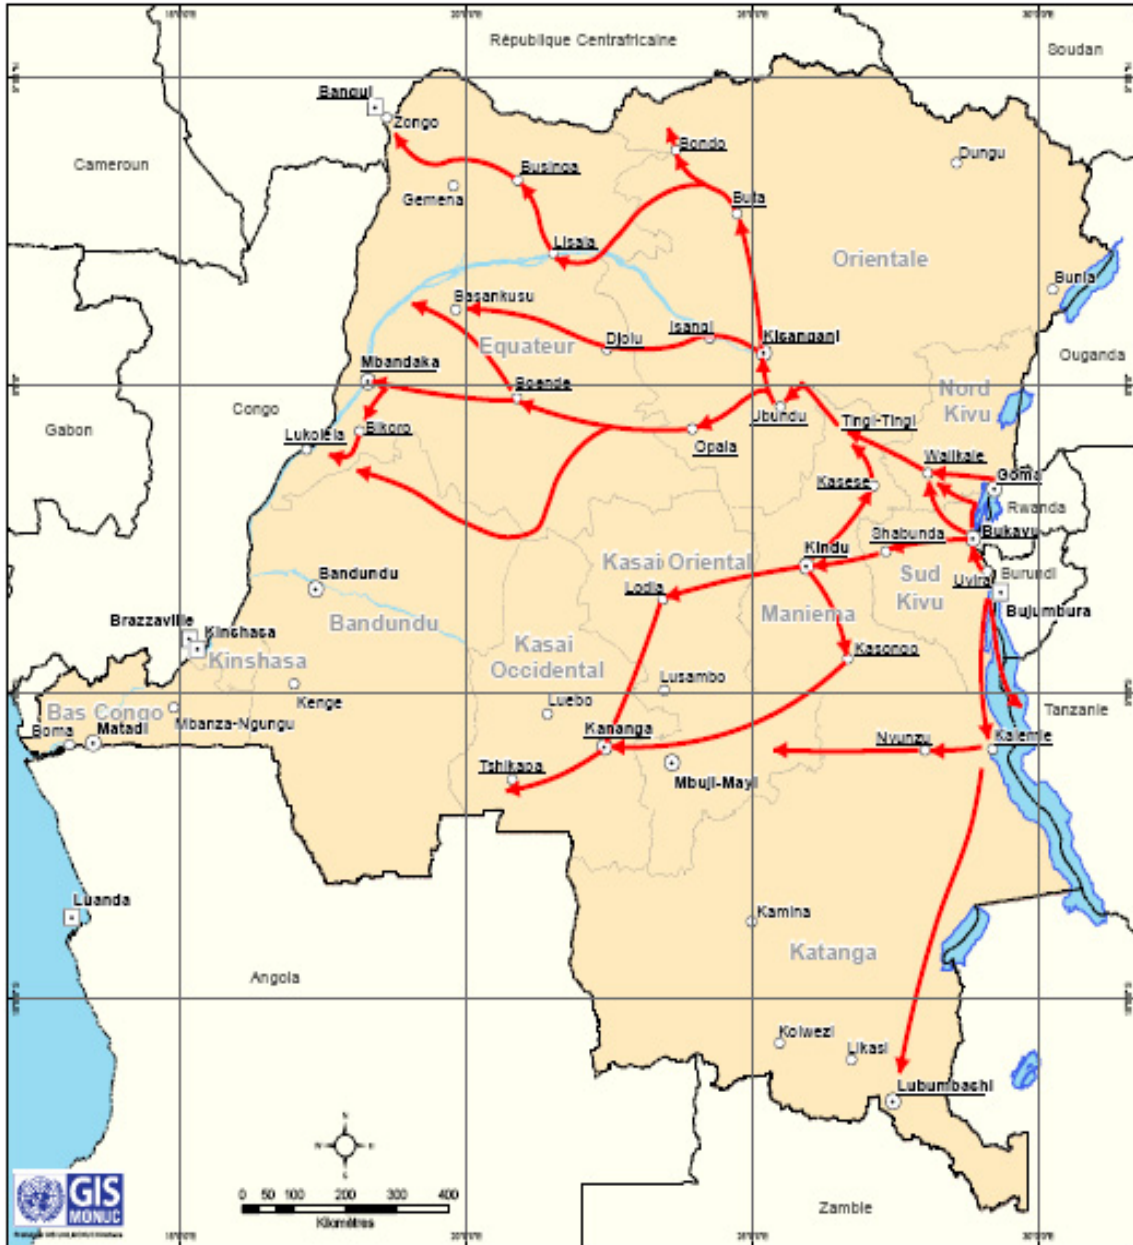 République Centrafricaine
Soudan
Bangui
Zongo
Bondo
Dungu
Cameroun
Businga
Gemena
Buta
Lisala
Orientale
Bunia
Basankusu
Isangi
Djolu
Kisangani
Equateur
Ouganda
Mbandaka
Boende
Nord
Kivu
Congo
Ubundu
Tingi-Tingi
Gabon
Bikoro
Lukolela
Opala
Walikale
Goma
Kasese
Rwanda
Shabunda
Bukavu
Kindu
Kasai Oriental
Sud
Kivu
Uvira
Burundi
Bandundu
Lodja
Bujumbura
Maniema
Brazzaville
Kinshasa
Bandundu
Kinshasa
Kasai
Occidental
Kasongo
Lusambo
Kenge
Luebo
Bas Congo
Mbanza-Ngungu
Tanzanie
Boma
Matadi
Kananga
Nyunzu
Kalemie
Tshikapa
Mbuji-Mayi
Luanda
Kamina
Katanga
Angola
Kolwezi
Likasi
Lubumbashi
N
GIS
MONUC
0 50 100 200 300 400
Kilomètres
Zambie